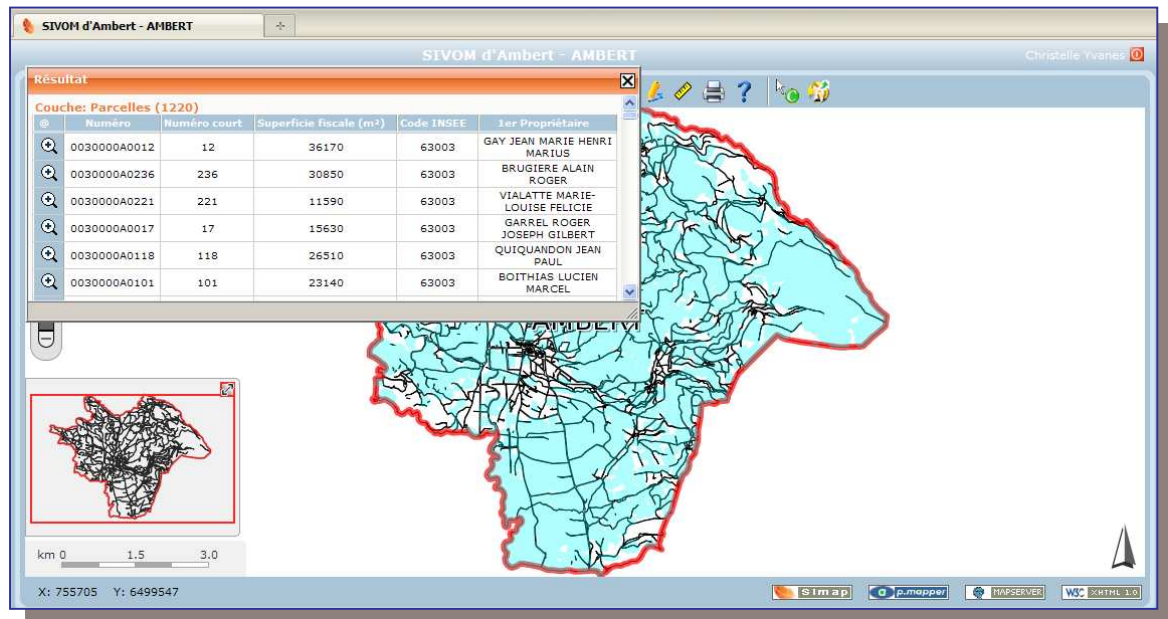 SIVOM d'Ambert - AMBERT
SIVOM d'Ambert - AMBERT
Christelle Yvanes
Résultat
Couche: Parcelles (1220)
@ Numéro Numéro court Superficie fiscale (m²) Code INSEE 1er Propriétaire
0030000A0012 12 36170 63003 GAY JEAN MARIE HENRI
MARIUS
0030000A0236 236 30850 63003 BRUGIERE ALAIN
ROGER
0030000A0221 221 11590 63003 VIALATTE MARIE-
LOUISE FELICIE
0030000A0017 17 15630 63003 GARREL ROGER
JOSEPH GILBERT
0030000A0118 118 26510 63003 QUIQUANDON JEAN
PAUL
0030000A0101 101 23140 63003 BOITHIAS LUCIEN
MARCEL
AMBERT
km 0 1.5 3.0
X: 755705 Y: 6499547
Simap p.mapper MAPSERVER W3C XHTML 1.0